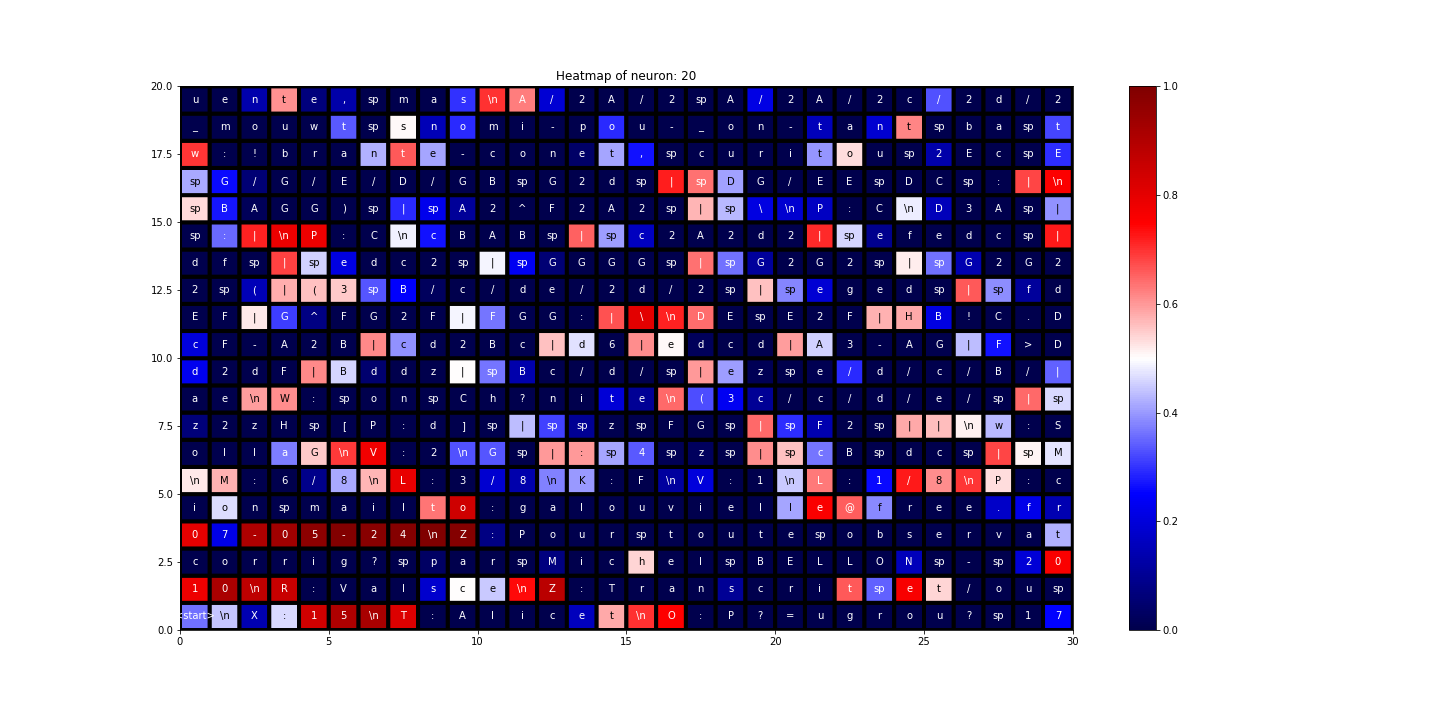 Heatmap of neuron: 20
20.0 u e n t e , sp m a s \n A / 2 A / 2 sp A / 2 A / 2 c / 2 d / 2 1.0
_ m o u w t sp s n o m i - p o u - _ o n - t a n t sp b a sp t
17.5 w : ! b r a n t e - c o n e t , sp c u r i t o u sp 2 E c sp E
sp G / G / E / D / G B sp G 2 d sp | sp D G / E E sp D C sp : | \n 0.8
15.0 sp B A G G ) sp | sp A 2 ^ F 2 A 2 sp | sp \ \n P : C \n D 3 A sp |
sp : | \n P : C \n c B A B sp | sp c 2 A 2 d 2 | sp e f e d c sp |
d f sp | sp e d c 2 sp | sp G G G G sp | sp G 2 G 2 sp | sp G 2 G 2
12.5 2 sp ( | ( 3 sp B / c / d e / 2 d / 2 sp | sp e g e d sp | sp f d 0.6
E F | G ^ F G 2 F | F G G : | \ \n D E sp E 2 F | H B ! C . D
10.0 c F - A 2 B | c d 2 B c | d 6 | e d c d | A 3 - A G | F > D
d 2 d F | B d d z | sp B c / d / sp | e z sp e / d / c / B / | 0.4
a e \n W : sp o n sp C h ? n i t e \n ( 3 c / c / d / e / sp | sp
7.5 z 2 z H sp [ P : d ] sp | sp sp z sp F G sp | sp F 2 sp | | \n w : S
o l l a G \n V : 2 \n G sp | : sp 4 sp z sp | sp c B sp d c sp | sp M
5.0 \n M : 6 / 8 \n L : 3 / 8 \n K : F \n V : 1 \n L : 1 / 8 \n P : c
i o n sp m a i l t o : g a l o u v i e l l e @ f r e e . f r 0.2
0 7 - 0 5 - 2 4 \n Z : P o u r sp t o u t e sp o b s e r v a t
2.5 c o r r i g ? sp p a r sp M i c h e l sp B E L L O N sp - sp 2 0
1 0 \n R : V a l s c e \n Z : T r a n s c r i t sp e t / o u sp
0.0 <start> \n X : 1 5 \n T : A l i c e t \n O : P ? = u g r o u ? sp 1 7 0.0
0 5 10 15 20 25 30